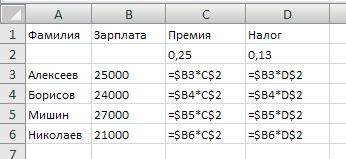 A B C D
1 Фамилия Зарплата Премия Налог
2 0,25 0,13
3 Алексеев 25000 =$B3*C$2 =$B3*D$2
4 Борисов 24000 =$B4*C$2 =$B4*D$2
5 Мишин 27000 =$B5*C$2 =$B5*D$2
6 Николаев 21000 =$B6*C$2 =$B6*D$2
7